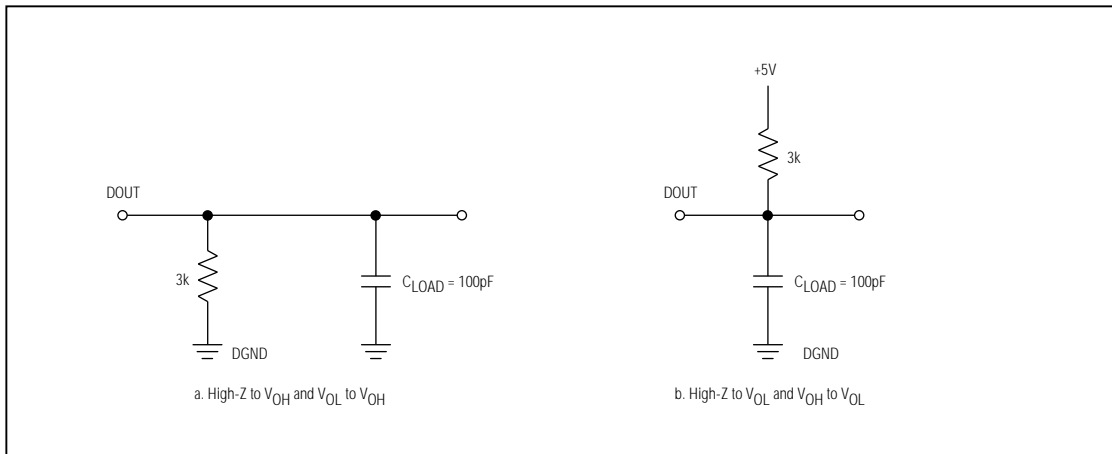 DOUT
3k
DGND
CLOAD = 100pF
a. High-Z to VOH and VOL to VOH
+5V
3k
DOUT
CLOAD = 100pF
DGND
b. High-Z to VOL and VOH to VOL